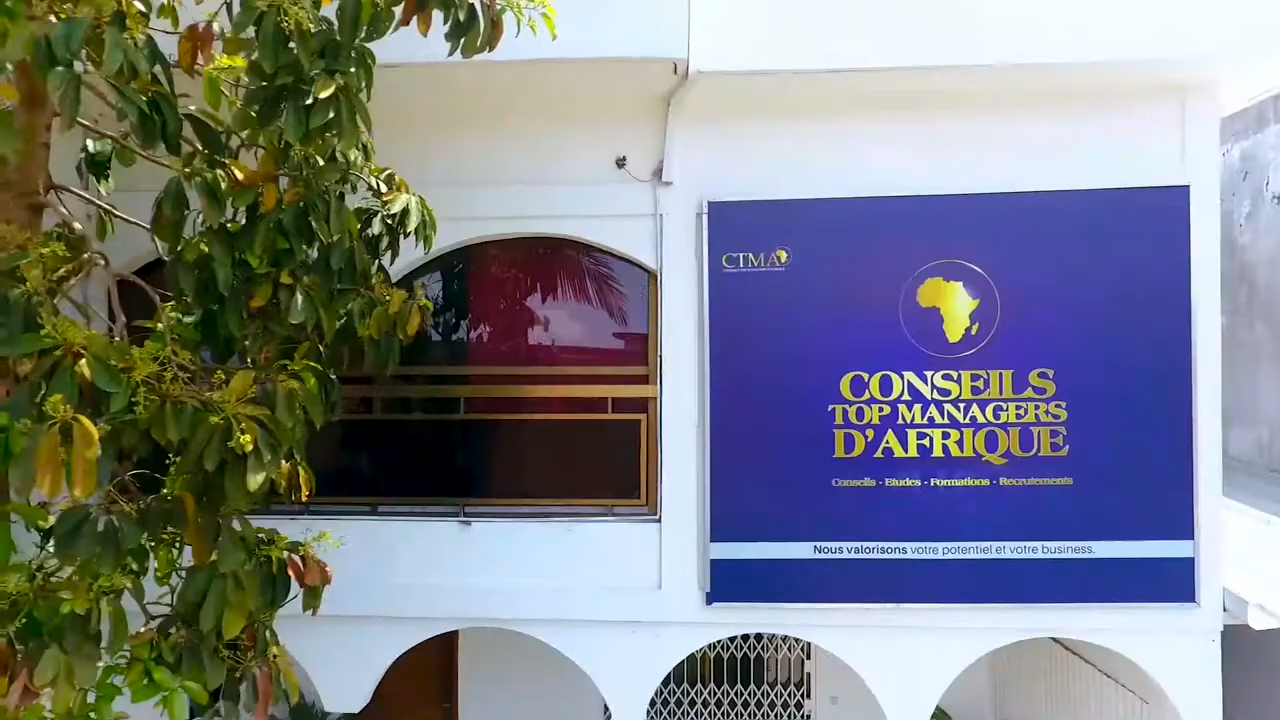 CTMA
CONSEILS
TOP MANAGERS
D'AFRIQUE
Conseils - Etudes - Formations - Recrutements
Nous valorisons votre potentiel et votre business.